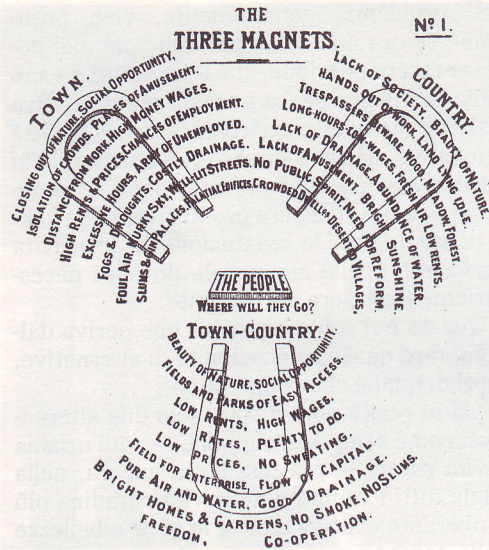 THE
THREE MAGNETS.
Nº 1.
TOWN.
CLOSING OUT OF NATURE. SOCIAL OPPORTUNITY.
ISOLATION OF CROWDS. PLACES OF AMUSEMENT.
DISTANCE FROM WORK. HIGH MONEY WAGES.
HIGH RENTS & PRICES. CHANCES OF EMPLOYMENT.
EXCESSIVE HOURS. ARMY OF UNEMPLOYED.
FOGS & DROUGHTS. COSTLY DRAINAGE.
FOUL AIR. MURKY SKY. WELL-LIT STREETS.
SLUMS & GIN PALACES. PALATIAL EDIFICES.
COUNTRY.
LACK OF SOCIETY. BEAUTY OF NATURE.
HANDS OUT OF WORK. LAND LYING IDLE.
TRESPASSERS BEWARE. WOOD, MEADOW, FOREST
LONG HOURS-LOW WAGES. FRESH AIR. LOW RENTS.
LACK OF DRAINAGE. ABUNDANCE OF WATER.
LACK OF AMUSEMENT. BRIGHT SUNSHINE.
NO PUBLIC SPIRIT. NEED FOR REFORM.
CROWDED DESERTED VILLAGES.
THE PEOPLE
WHERE WILL THEY GO?
TOWN-COUNTRY.
BEAUTY OF NATURE. SOCIAL OPPORTUNITY.
FIELDS AND PARKS OF EASY ACCESS.
LOW RENTS, HIGH WAGES.
LOW RATES, PLENTY TO DO.
LOW PRICES, NO SWEATING.
FIELD FOR ENTERPRISE, FLOW OF CAPITAL.
PURE AIR AND WATER, GOOD DRAINAGE.
BRIGHT HOMES & GARDENS, NO SMOKE, NO SLUMS.
FREEDOM. CO-OPERATION.